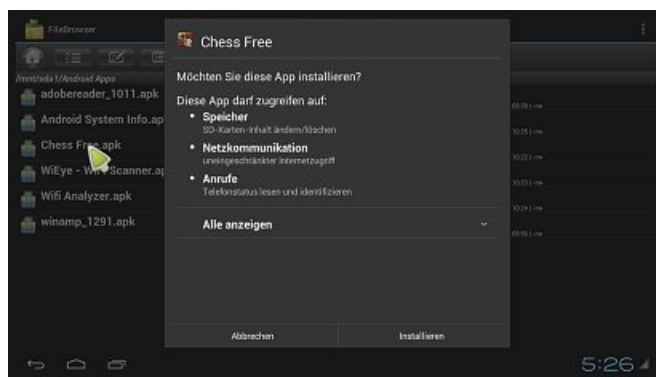 FileBrowser
/mnt/sda1/Android Apps
adobereader_1011.apk
Android System Info.ap
Chess Free.apk
WiEye - WiFi Scanner.ap
Wifi Analyzer.apk
winamp_1291.apk
Chess Free
Möchten Sie diese App installieren?
Diese App darf zugreifen auf:
• Speicher
SD-Karten-Inhalt ändern/löschen
• Netzkommunikation
uneingeschränkter Internetzugriff
• Anrufe
Telefonstatus lesen und identifizieren
Alle anzeigen
Abbrechen
Installieren
5:26